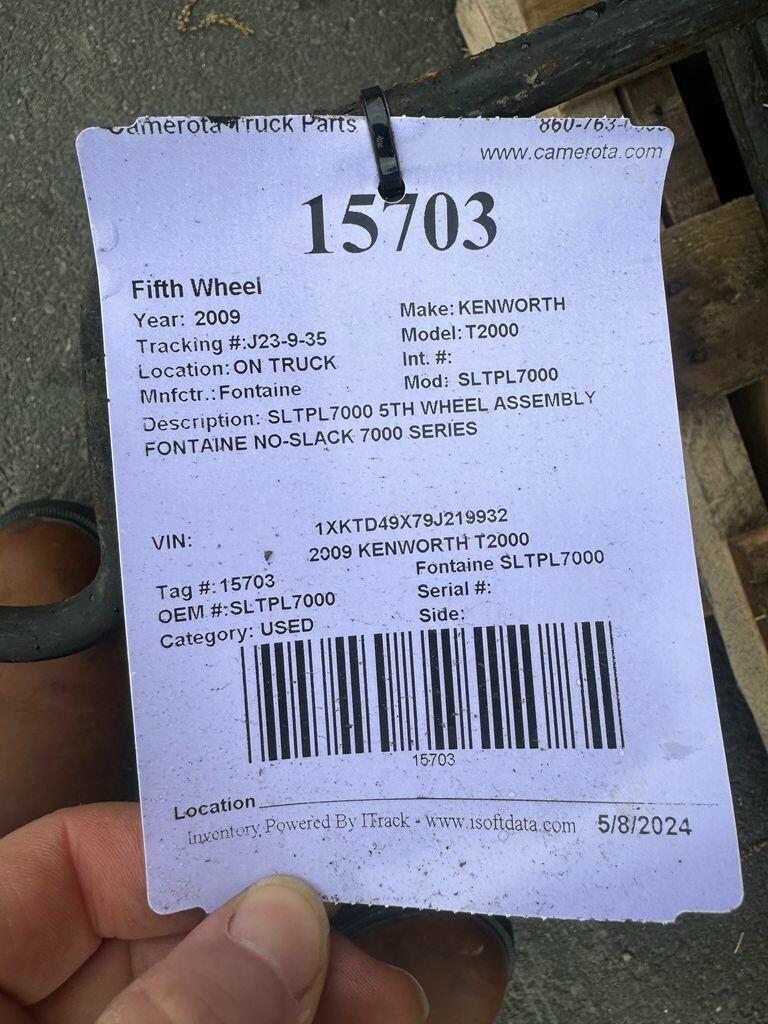 Camerota Truck Parts 860-763-
www.camerota.com
15703
Fifth Wheel
Year: 2009 Make: KENWORTH
Tracking #:J23-9-35 Model: T2000
Location: ON TRUCK Int. #:
Mnfctr.: Fontaine Mod: SLTPL7000
Description: SLTPL7000 5TH WHEEL ASSEMBLY
FONTAINE NO-SLACK 7000 SERIES
VIN: 1XKTD49X79J219932
2009 KENWORTH T2000
Tag #: 15703 Fontaine SLTPL7000
OEM #: SLTPL7000 Serial #:
Category: USED Side:
15703
Location
Inventory Powered By ITrack - www.isoftdata.com 5/8/2024